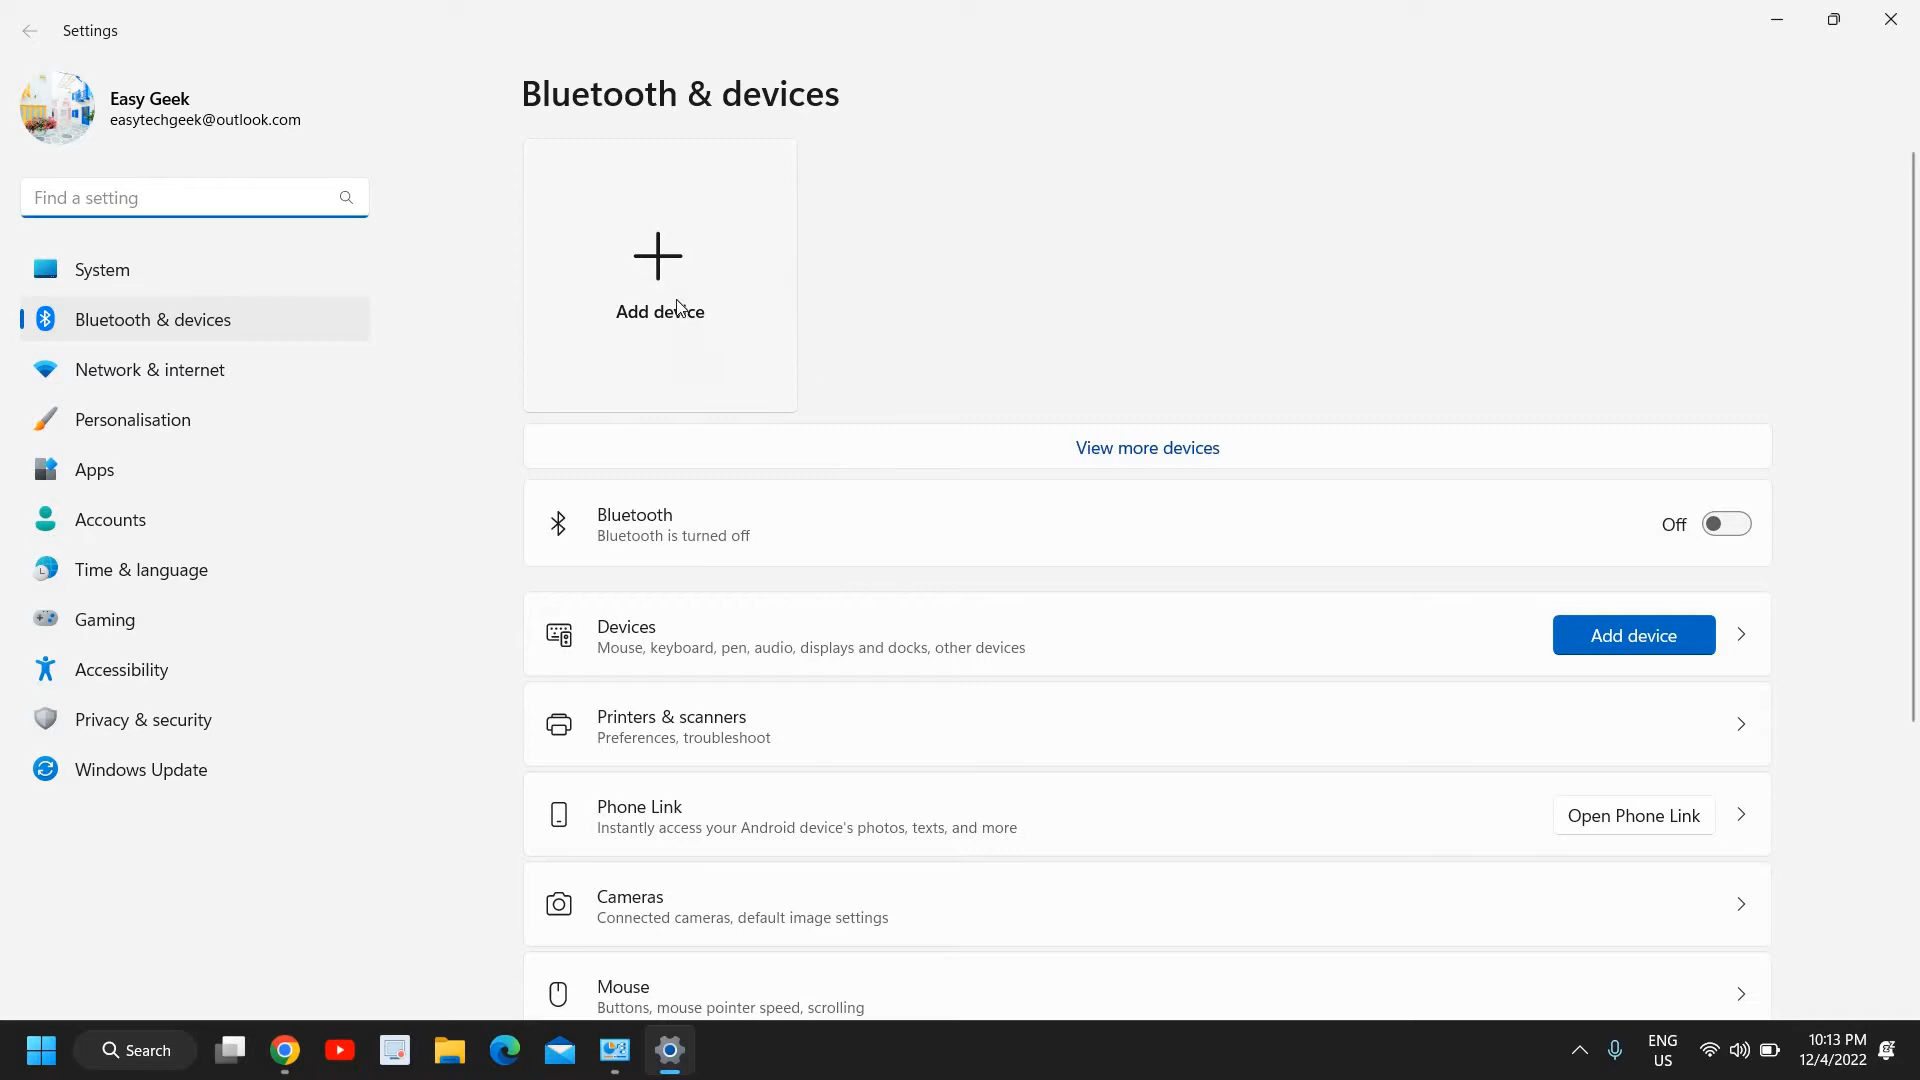 Settings
Easy Geek
easytechgeek@outlook.com
Find a setting
System
Bluetooth & devices
Network & internet
Personalisation
Apps
Accounts
Time & language
Gaming
Accessibility
Privacy & security
Windows Update
Bluetooth & devices
Add device
View more devices
Bluetooth
Bluetooth is turned off
Off
Devices
Mouse, keyboard, pen, audio, displays and docks, other devices
Add device
Printers & scanners
Preferences, troubleshoot
Phone Link
Instantly access your Android device's photos, texts, and more
Open Phone Link
Cameras
Connected cameras, default image settings
Mouse
Buttons, mouse pointer speed, scrolling
Search
ENG
US
10:13 PM
12/4/2022